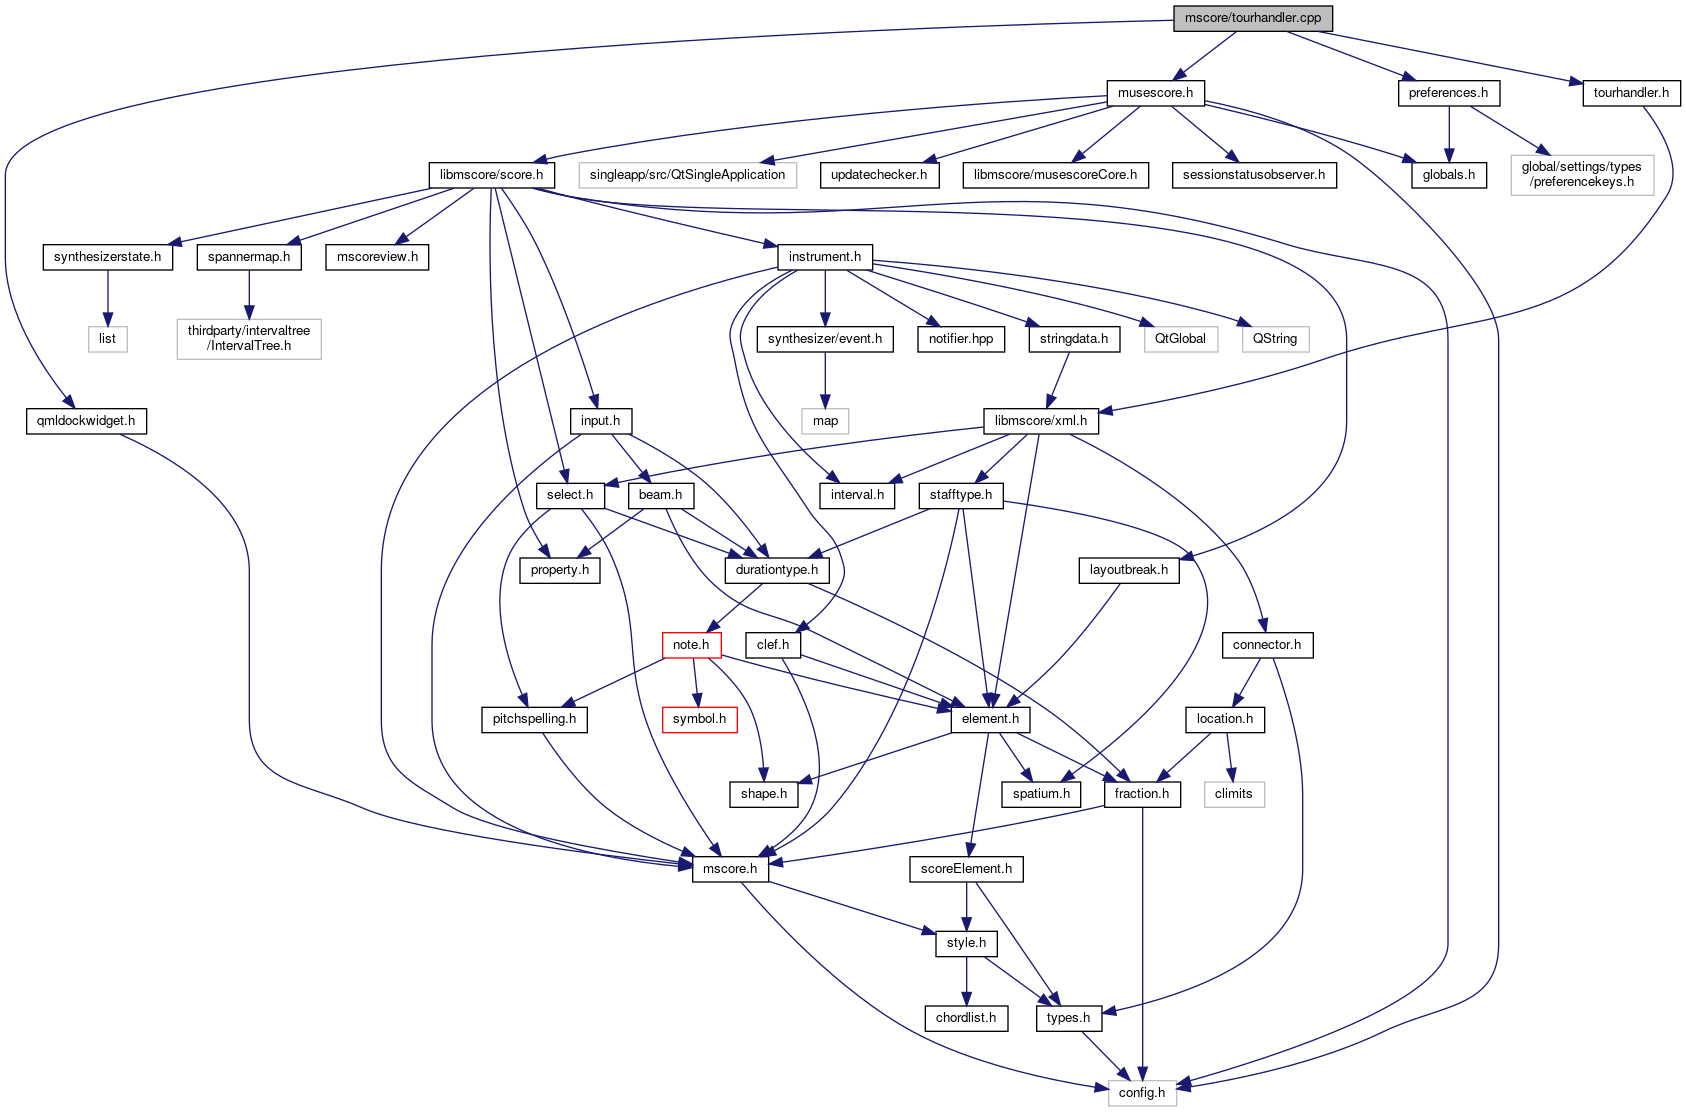 mscore/tourhandler.cpp
musescore.h
preferences.h
tourhandler.h
libmscore/score.h
singleapp/src/QtSingleApplication
updatechecker.h
libmscore/musescoreCore.h
sessionstatusobserver.h
globals.h
global/settings/types
/preferencekeys.h
synthesizerstate.h
spannermap.h
mscoreview.h
instrument.h
list
thirdparty/intervaltree
/IntervalTree.h
synthesizer/event.h
notifier.hpp
stringdata.h
QtGlobal
QString
qmldockwidget.h
input.h
map
libmscore/xml.h
select.h
beam.h
interval.h
stafftype.h
property.h
durationtype.h
layoutbreak.h
note.h
clef.h
connector.h
pitchspelling.h
symbol.h
element.h
location.h
shape.h
spatium.h
fraction.h
climits
mscore.h
scoreElement.h
style.h
chordlist.h
types.h
config.h